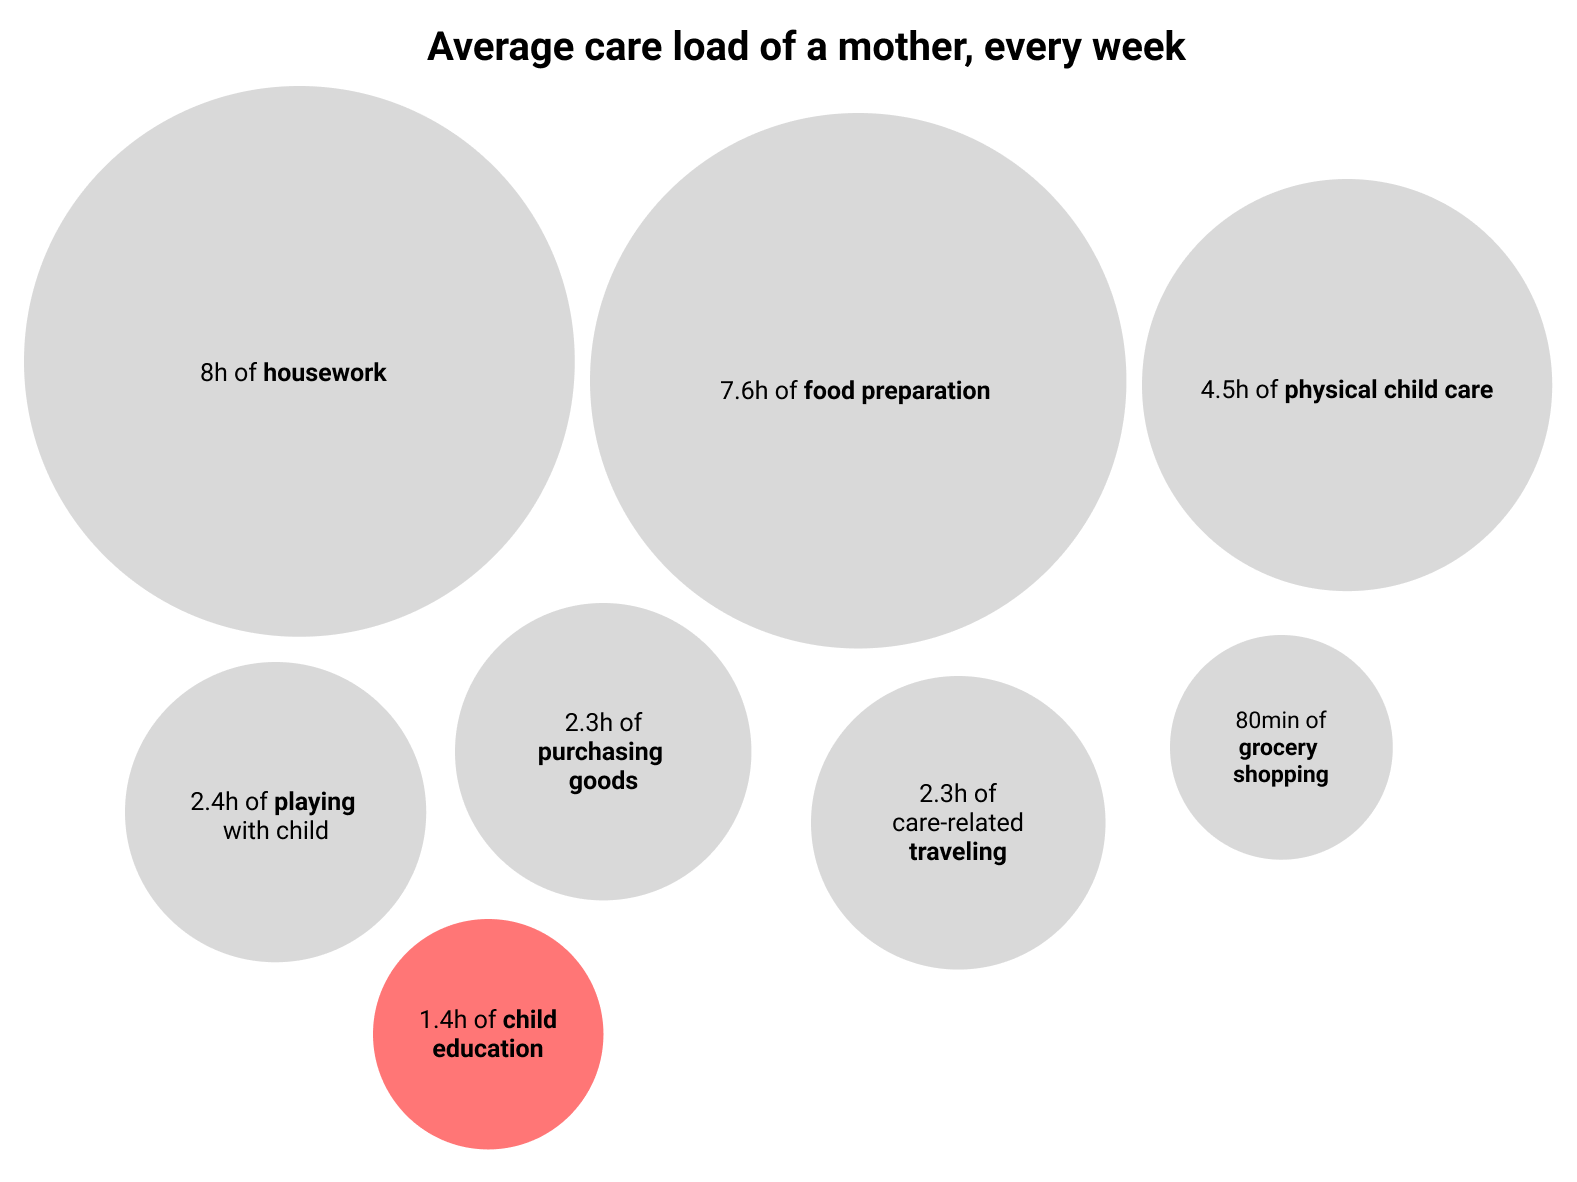 Average care load of a mother, every week
8h of housework
7.6h of food preparation
4.5h of physical child care
2.4h of playing
with child
2.3h of
purchasing
goods
2.3h of
care-related
traveling
80min of
grocery
shopping
1.4h of child
education